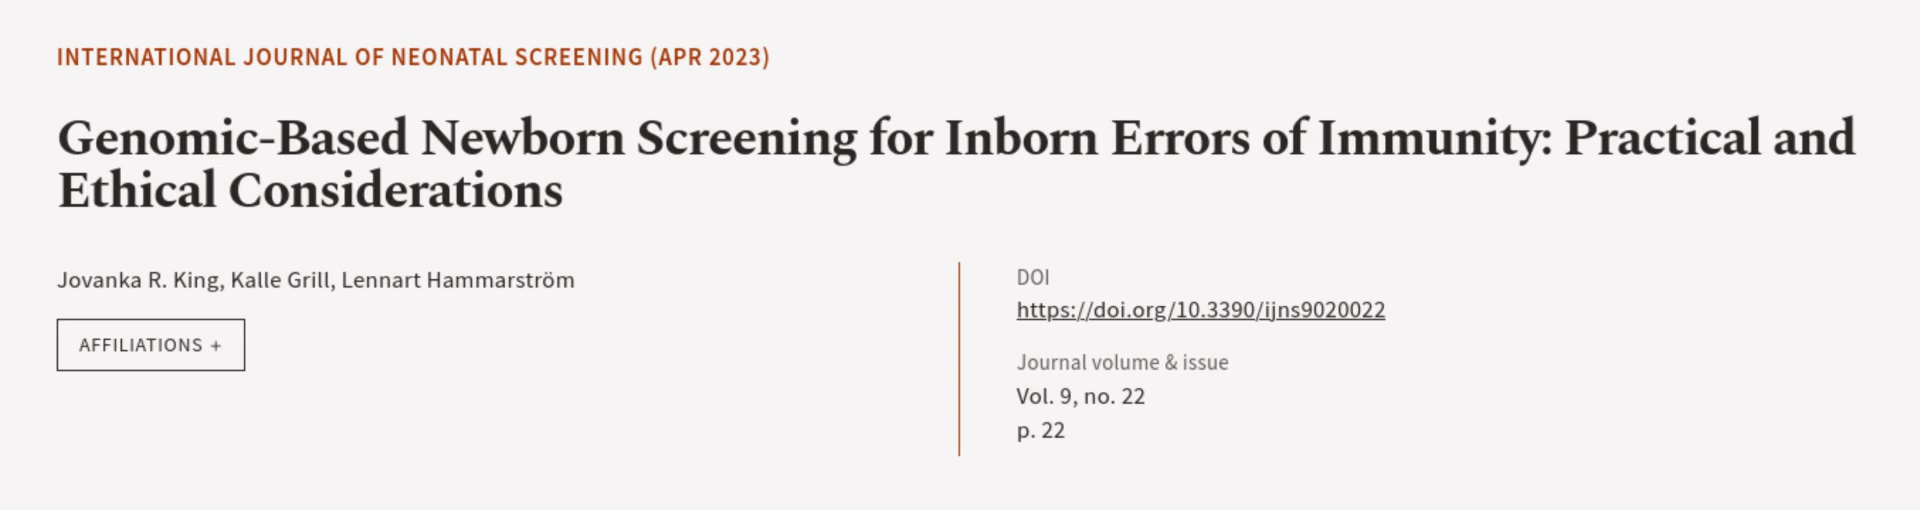 INTERNATIONAL JOURNAL OF NEONATAL SCREENING (APR 2023)
Genomic-Based Newborn Screening for Inborn Errors of Immunity: Practical and
Ethical Considerations
Jovanka R. King, Kalle Grill, Lennart Hammarström
AFFILIATIONS +
DOI
https://doi.org/10.3390/ijns9020022
Journal volume & issue
Vol. 9, no. 22
p. 22